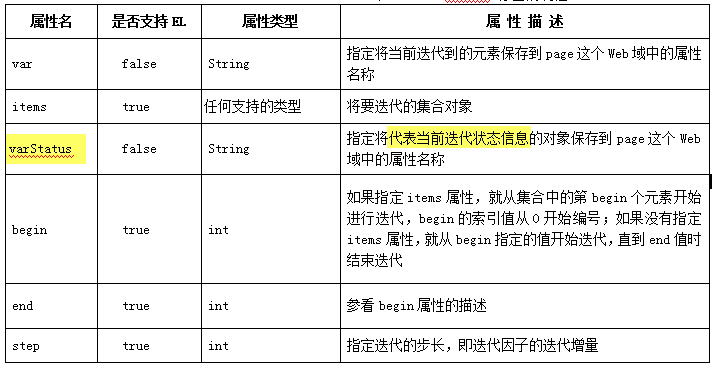 属性名 是否支持 EL 属性类型 属 性 描 述
var false String 指定将当前迭代到的元素保存到 page 这个 Web 域中的属性
名称
items true 任何支持的类型 将要迭代的集合对象
varStatus false String 指定将代表当前迭代状态信息的对象保存到 page 这个 Web
域中的属性名称
begin true int 如果指定 items 属性，就从集合中的第 begin 个元素开始
进行迭代，begin 的索引值从 0 开始编号；如果没有指定
items 属性，就从 begin 指定的值开始迭代，直到 end 值时
结束迭代
end true int 参看 begin 属性的描述
step true int 指定迭代的步长，即迭代因子的迭代增量